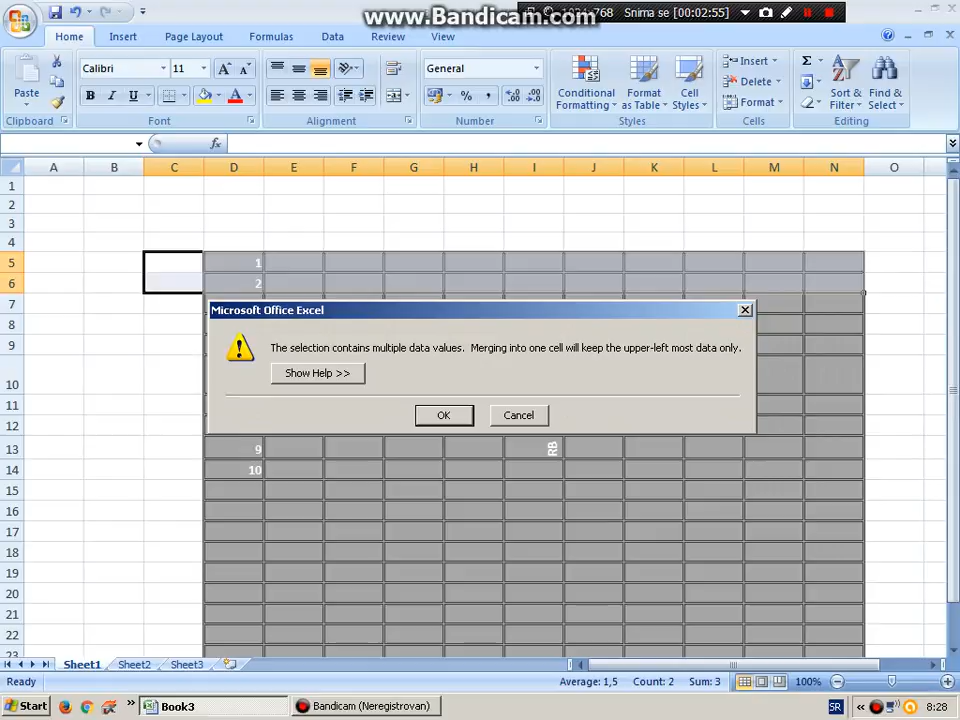 www.Bandicam.com
1024x768 Snima se [00:02:55]
Home Insert Page Layout Formulas Data Review View
Paste
Calibri 11
B I U
General
% ,
Conditional Formatting
Format as Table
Cell Styles
Insert
Delete
Format
Σ
Sort & Filter
Find & Select
Clipboard Font Alignment Number Styles Cells Editing
fx
A B C D E F G H I J K L M N O
1
2
3
4
5 1
6 2
7
8
9
10
11
12
13 9 RB
14 10
15
16
17
18
19
20
21
22
23
Microsoft Office Excel
The selection contains multiple data values. Merging into one cell will keep the upper-left most data only.
Show Help >>
OK Cancel
Sheet1 Sheet2 Sheet3
Ready Average: 1,5 Count: 2 Sum: 3 100%
Start Book3 Bandicam (Neregistrovan) SR 8:28